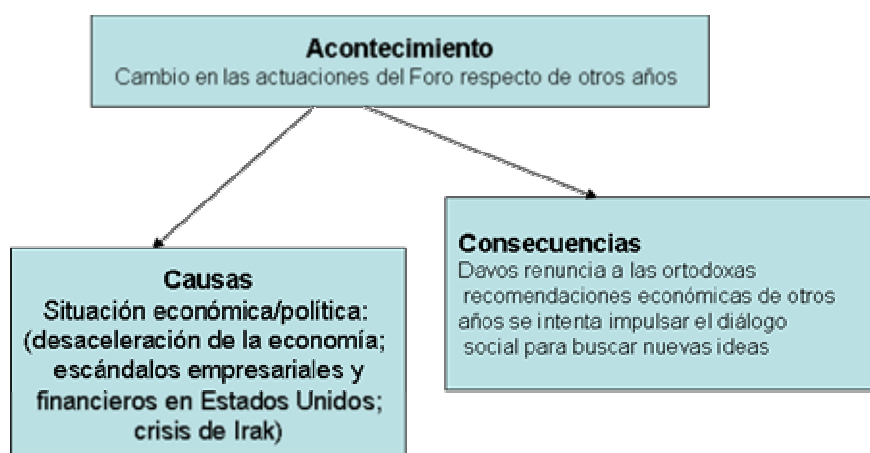 Acontecimiento
Cambio en las actuaciones del Foro respecto de otros años
Causas
Situación económica/política:
(desaceleración de la economía;
escándalos empresariales y
financieros en Estados Unidos;
crisis de Irak)
Consecuencias
Davos renuncia a las ortodoxas
recomendaciones económicas de otros
años se intenta impulsar el diálogo
social para buscar nuevas ideas